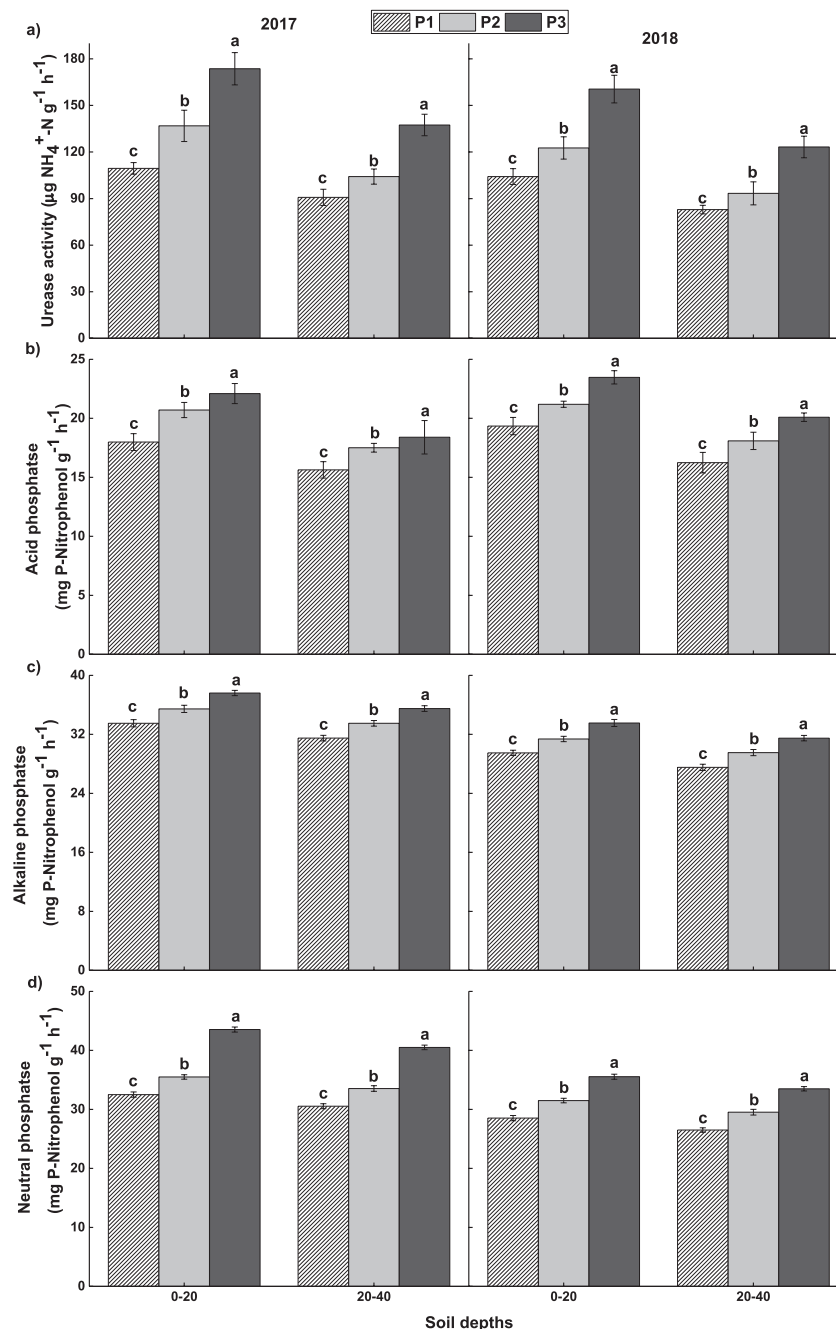 2017
P1 P2 P3
2018
a)
Urease activity (µg NH4+-N g-1 h-1)
180
150
120
90
60
30
0
c b a c b a c b a c b a
b)
Acid phosphatse
(mg P-Nitrophenol g-1 h-1)
25
20
15
10
5
0
c b a c b a c b a c b a
c)
Alkaline phosphatse
(mg P-Nitrophenol g-1 h-1)
40
32
24
16
8
0
c b a c b a c b a c b a
d)
Neutral phosphatse
(mg P-Nitrophenol g-1 h-1)
50
40
30
20
10
0
c b a c b a c b a c b a
0-20 20-40 0-20 20-40
Soil depths